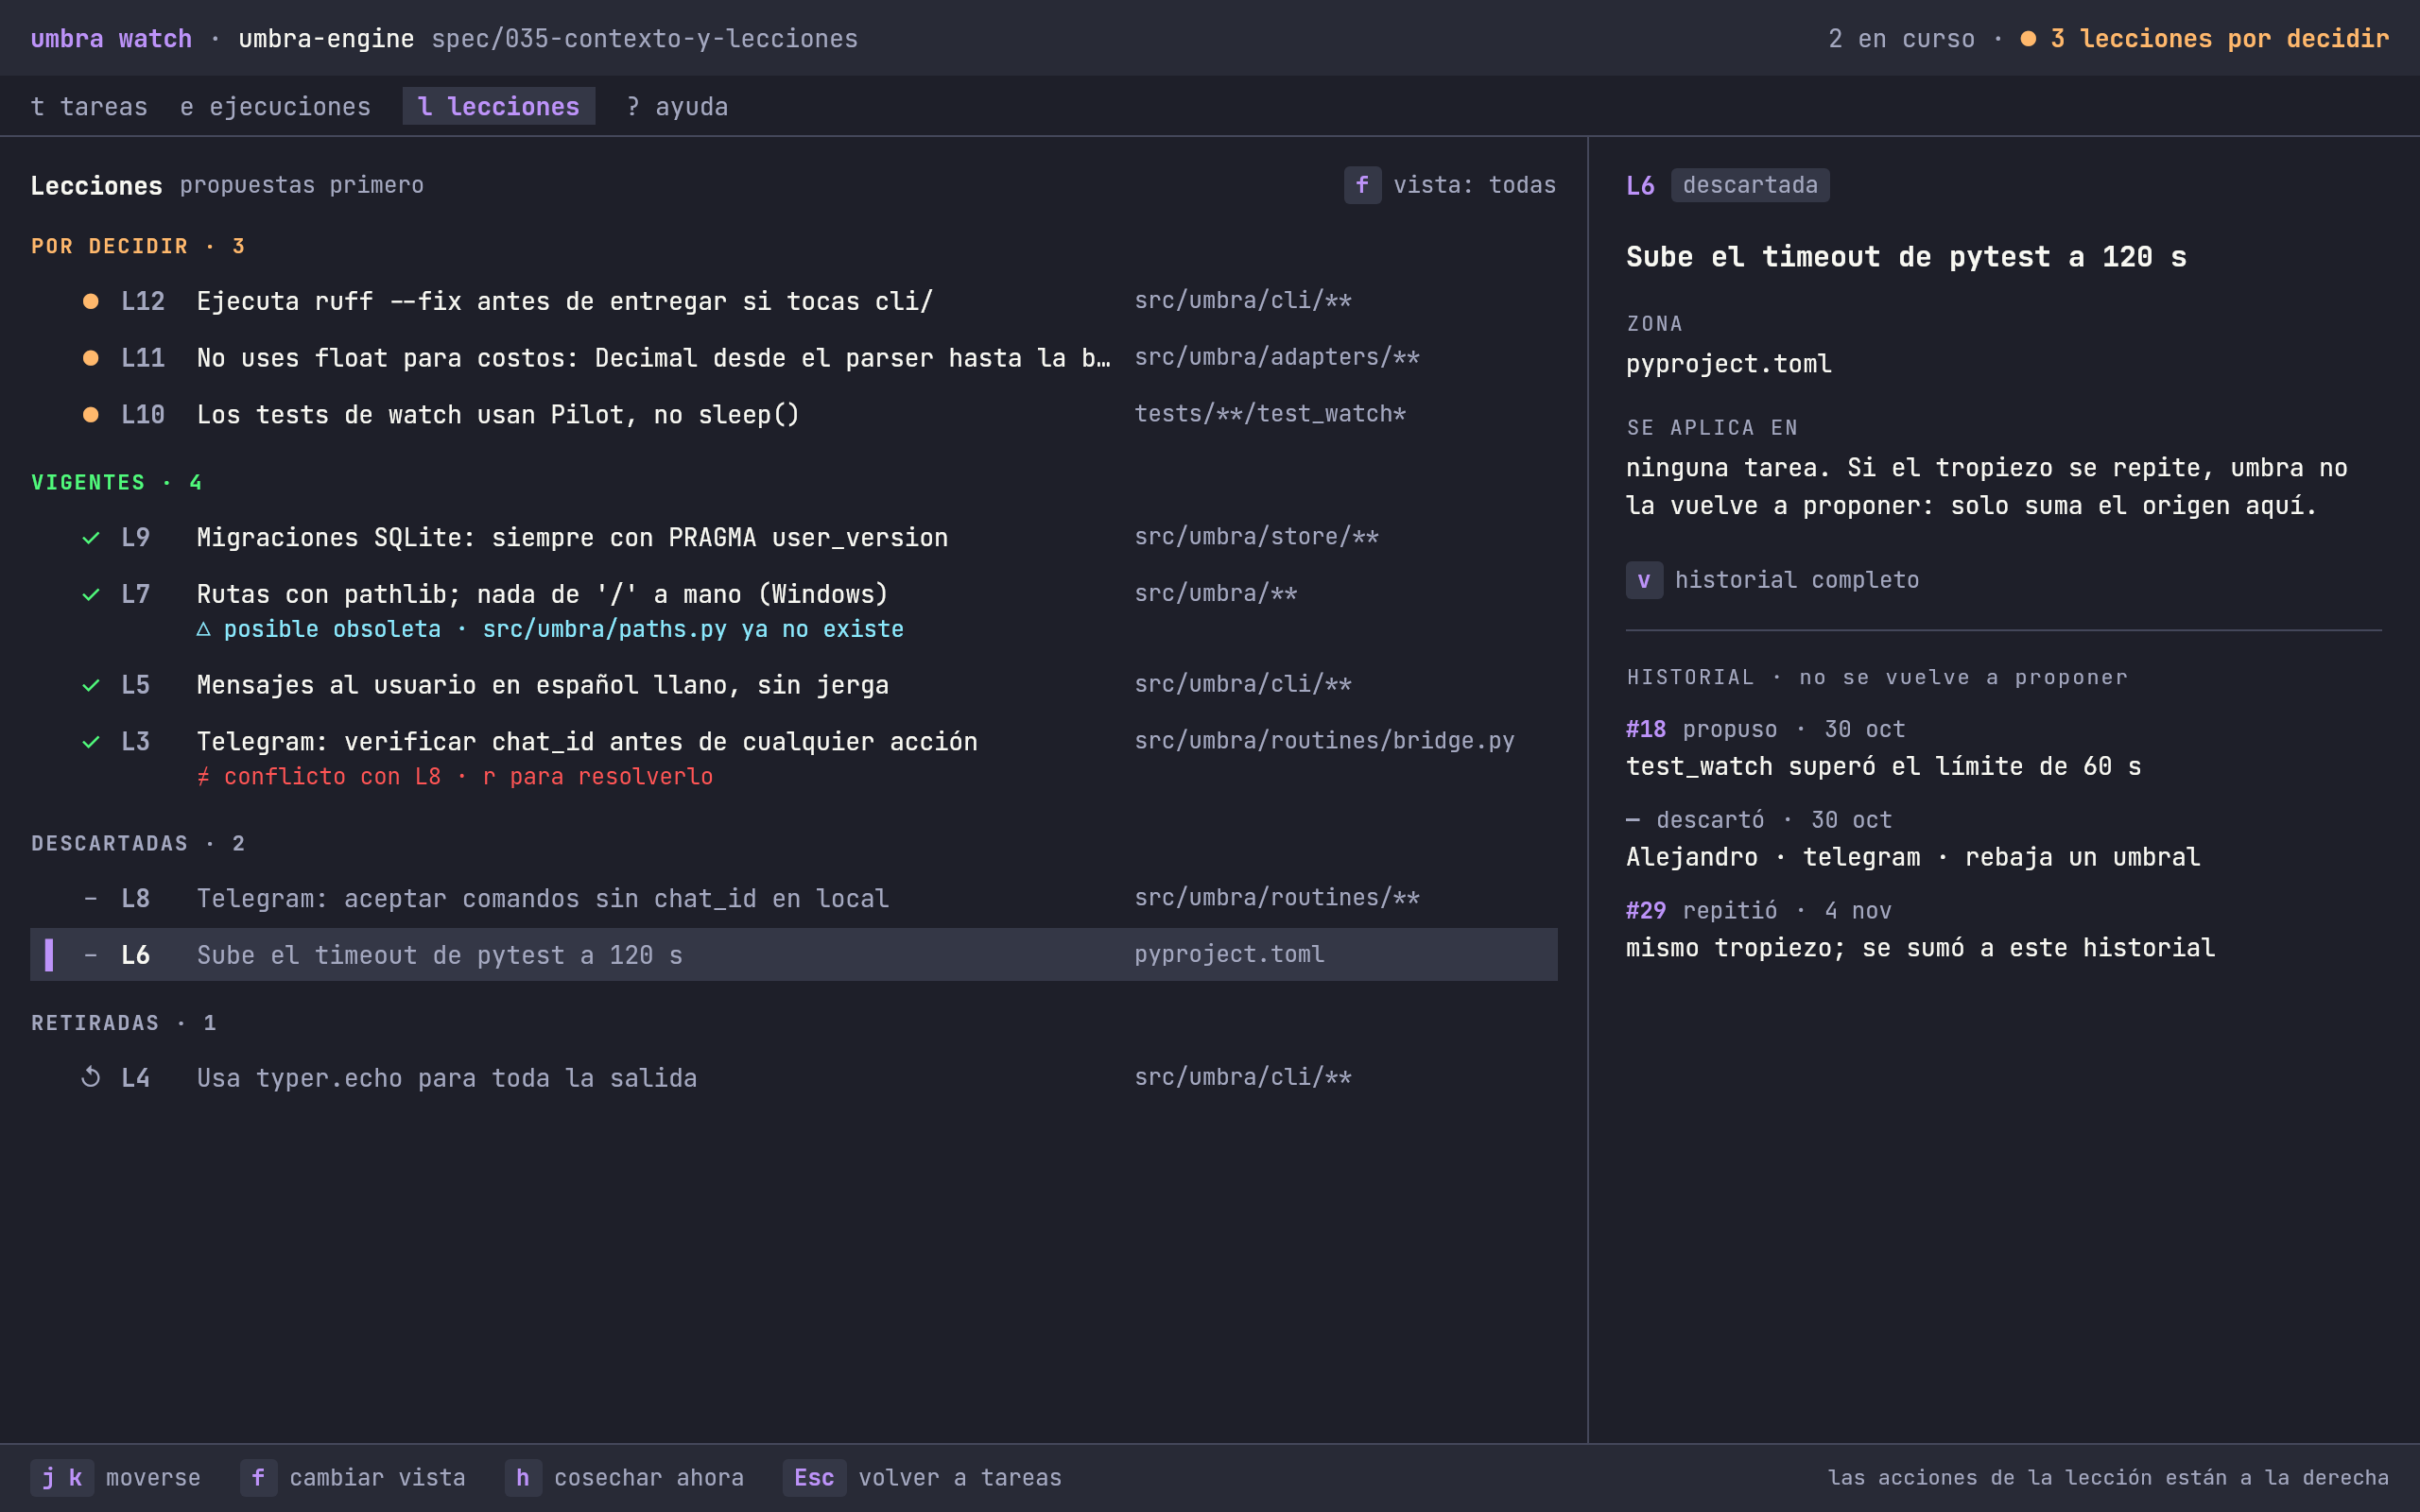 umbra watch · umbra-engine spec/035-contexto-y-lecciones
2 en curso · ● 3 lecciones por decidir
t tareas e ejecuciones l lecciones ? ayuda
Lecciones propuestas primero
f vista: todas
POR DECIDIR · 3
● L12 Ejecuta ruff --fix antes de entregar si tocas cli/ src/umbra/cli/**
● L11 No uses float para costos: Decimal desde el parser hasta la b… src/umbra/adapters/**
● L10 Los tests de watch usan Pilot, no sleep() tests/**/test_watch*
VIGENTES · 4
✓ L9 Migraciones SQLite: siempre con PRAGMA user_version src/umbra/store/**
✓ L7 Rutas con pathlib; nada de '/' a mano (Windows) src/umbra/**
△ posible obsoleta · src/umbra/paths.py ya no existe
✓ L5 Mensajes al usuario en español llano, sin jerga src/umbra/cli/**
✓ L3 Telegram: verificar chat_id antes de cualquier acción src/umbra/routines/bridge.py
≠ conflicto con L8 · r para resolverlo
DESCARTADAS · 2
– L8 Telegram: aceptar comandos sin chat_id en local src/umbra/routines/**
– L6 Sube el timeout de pytest a 120 s pyproject.toml
RETIRADAS · 1
↺ L4 Usa typer.echo para toda la salida src/umbra/cli/**
L6 descartada
Sube el timeout de pytest a 120 s
ZONA
pyproject.toml
SE APLICA EN
ninguna tarea. Si el tropiezo se repite, umbra no
la vuelve a proponer: solo suma el origen aquí.
v historial completo
HISTORIAL · no se vuelve a proponer
#18 propuso · 30 oct
test_watch superó el límite de 60 s
— descartó · 30 oct
Alejandro · telegram · rebaja un umbral
#29 repitió · 4 nov
mismo tropiezo; se sumó a este historial
j k moverse f cambiar vista h cosechar ahora Esc volver a tareas
las acciones de la lección están a la derecha